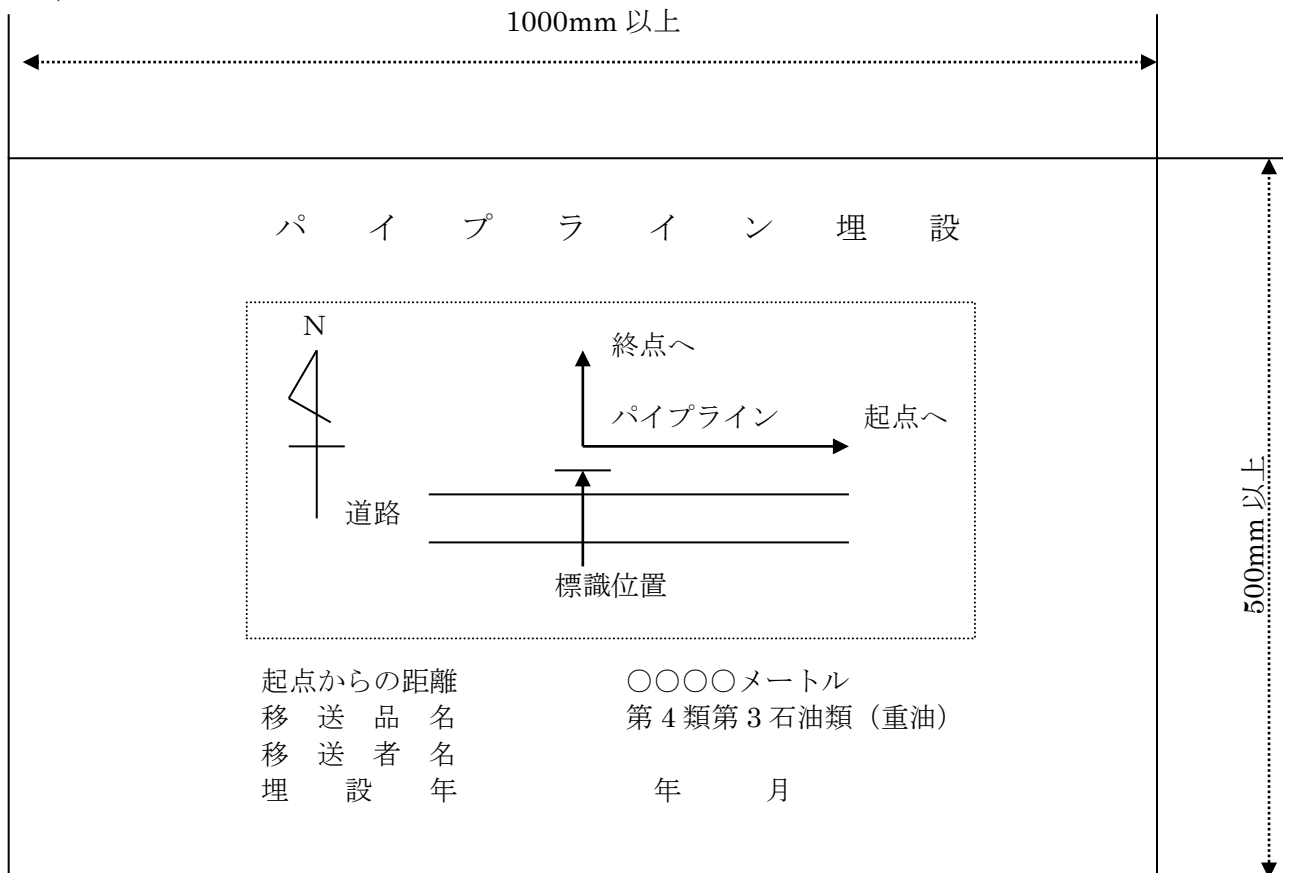 1000mm 以上
パ イ プ ラ イ ン 埋 設
N
終点へ
パイプライン 起点へ
道路
標識位置
500mm 以上
起点からの距離 ○○○○メートル
移 送 品 名 第 4 類第 3 石油類（重油）
移 送 者 名
埋 設 年 年 月